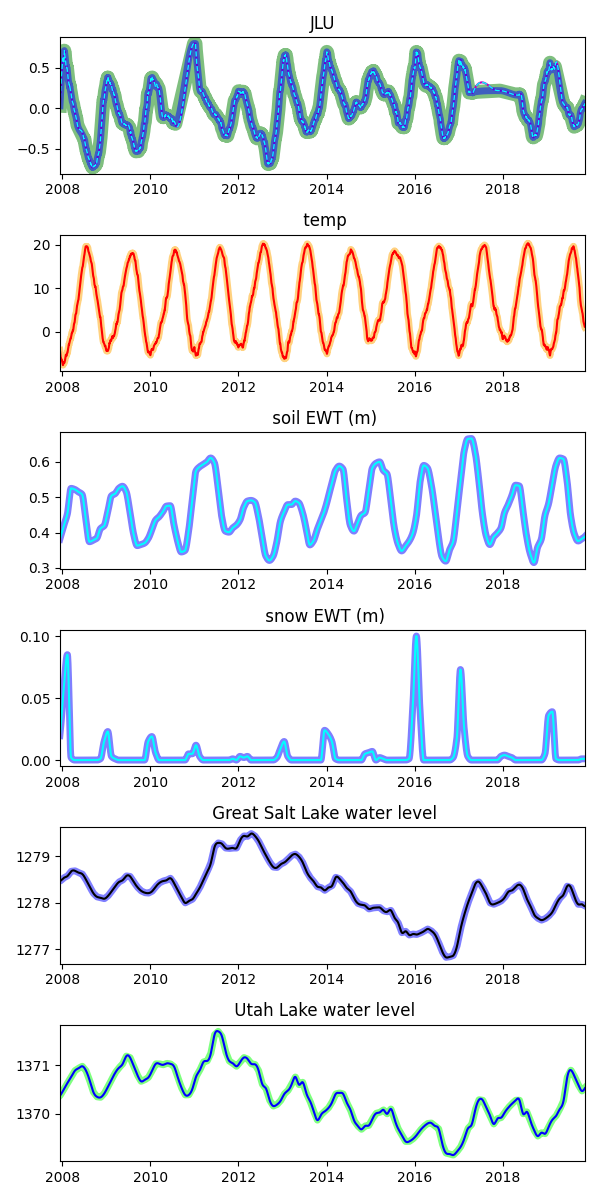 JLU
0.5
0.0
−0.5
2008 2010 2012 2014 2016 2018
temp
20
10
0
2008 2010 2012 2014 2016 2018
soil EWT (m)
0.6
0.5
0.4
0.3
2008 2010 2012 2014 2016 2018
snow EWT (m)
0.10
0.05
0.00
2008 2010 2012 2014 2016 2018
Great Salt Lake water level
1279
1278
1277
2008 2010 2012 2014 2016 2018
Utah Lake water level
1371
1370
2008 2010 2012 2014 2016 2018